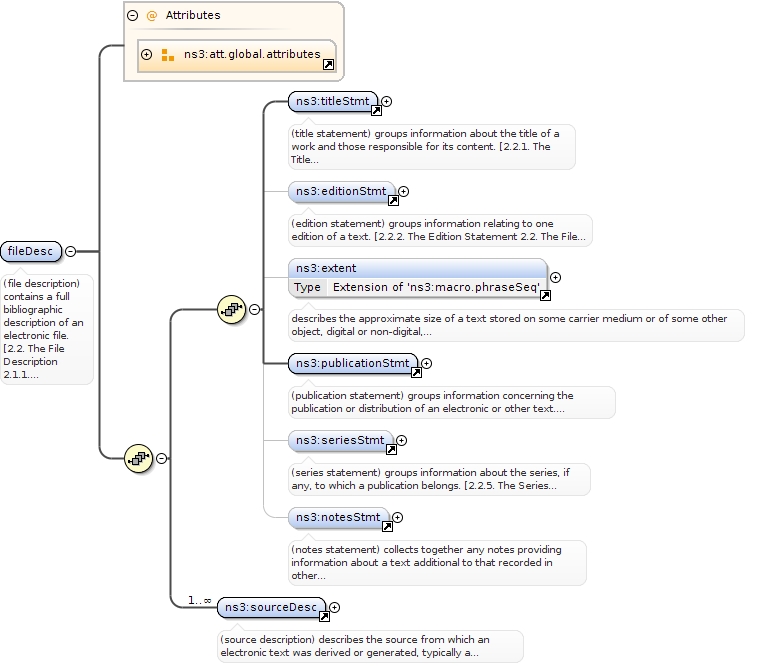 Attributes
ns3:att.global.attributes
ns3:titleStmt
(title statement) groups information about the title of a
work and those responsible for its content. [2.2.1. The
Title...
ns3:editionStmt
(edition statement) groups information relating to one
edition of a text. [2.2.2. The Edition Statement 2.2. The File...
fileDesc
(file description)
contains a full
bibliographic
description of an
electronic file.
[2.2. The File
Description
2.1.1....
ns3:extent
Type Extension of 'ns3:macro.phraseSeq'
describes the approximate size of a text stored on some carrier medium or of some other
object, digital or non-digital,...
ns3:publicationStmt
(publication statement) groups information concerning the
publication or distribution of an electronic or other text....
ns3:seriesStmt
(series statement) groups information about the series, if
any, to which a publication belongs. [2.2.5. The Series...
ns3:notesStmt
(notes statement) collects together any notes providing
information about a text additional to that recorded in
other...
1..∞
ns3:sourceDesc
(source description) describes the source from which an
electronic text was derived or generated, typically a...